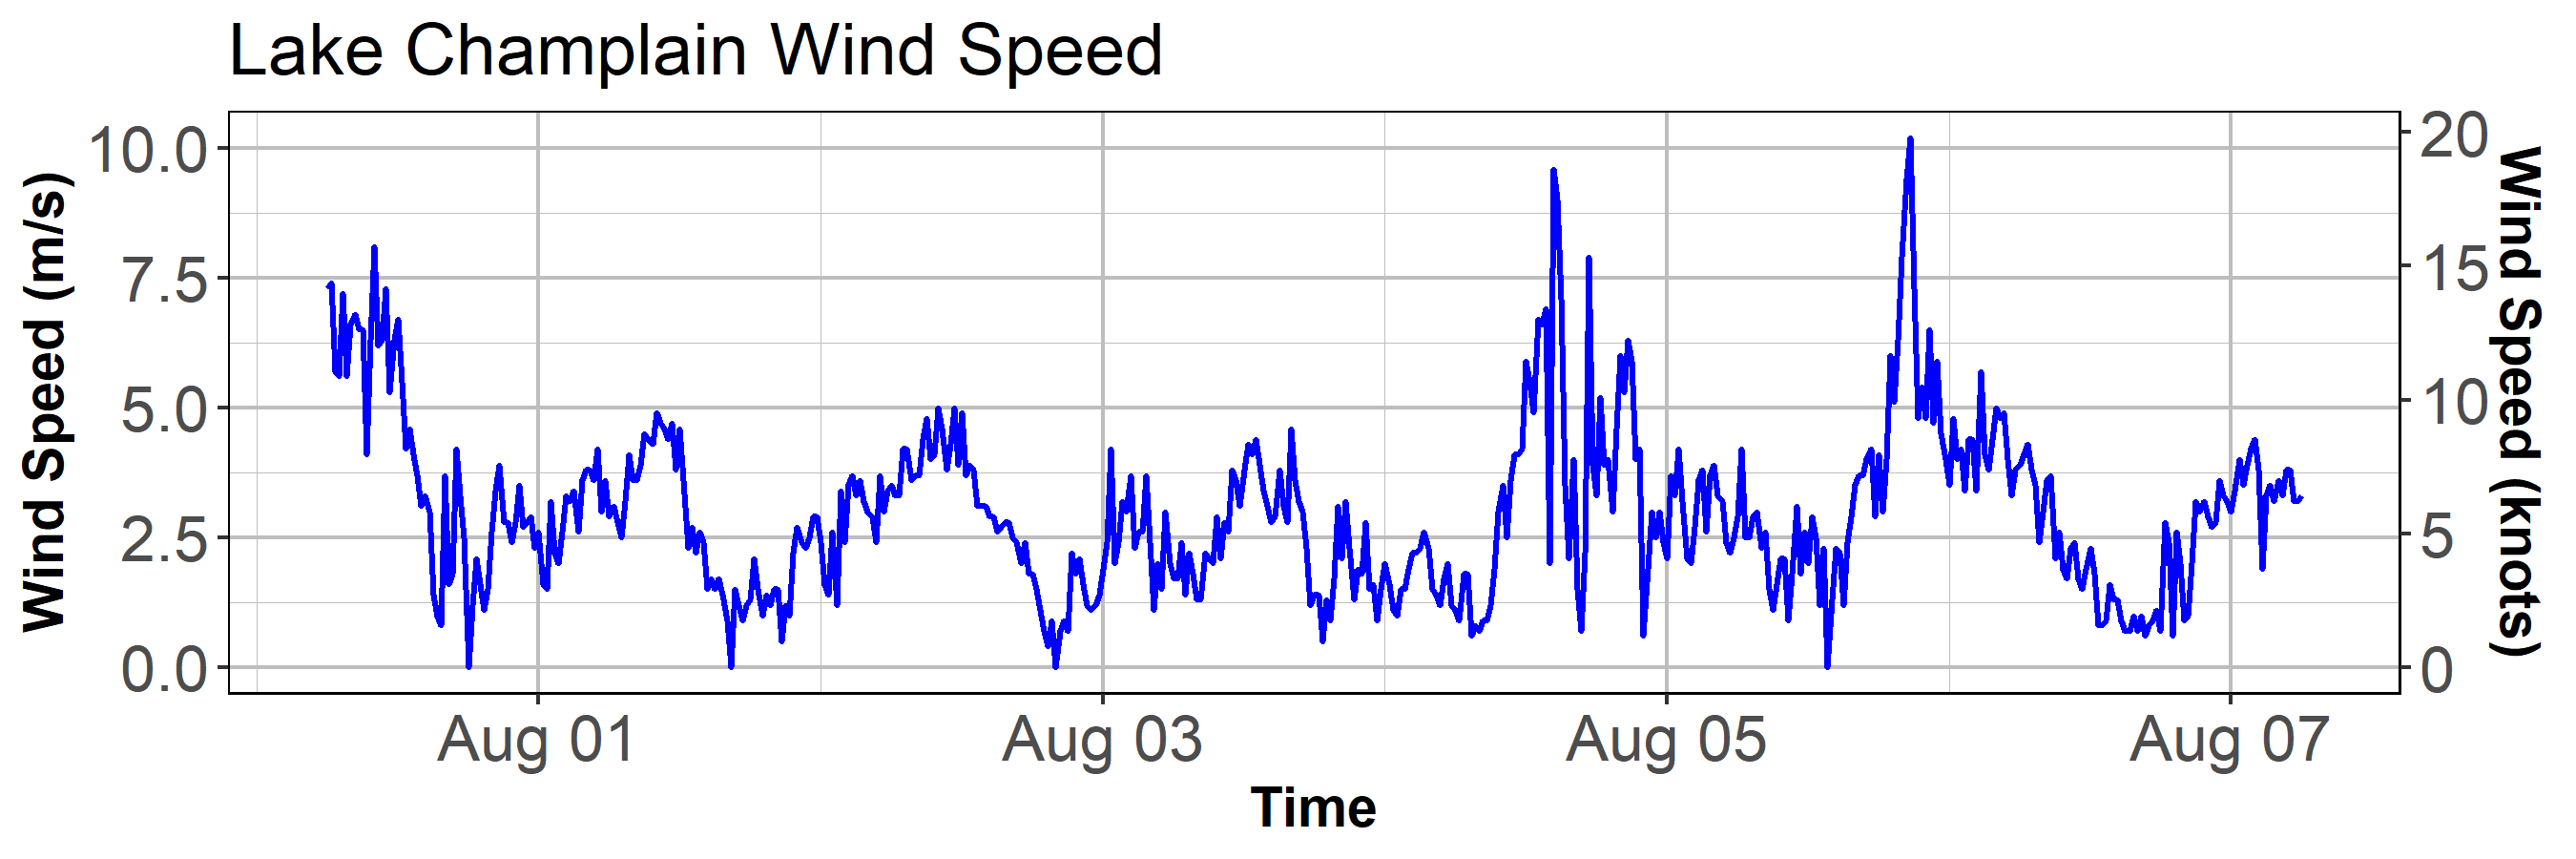 Lake Champlain Wind Speed
Wind Speed (m/s)
10.0
7.5
5.0
2.5
0.0
20
15
10
5
0
Wind Speed (knots)
Aug 01 Aug 03 Aug 05 Aug 07
Time